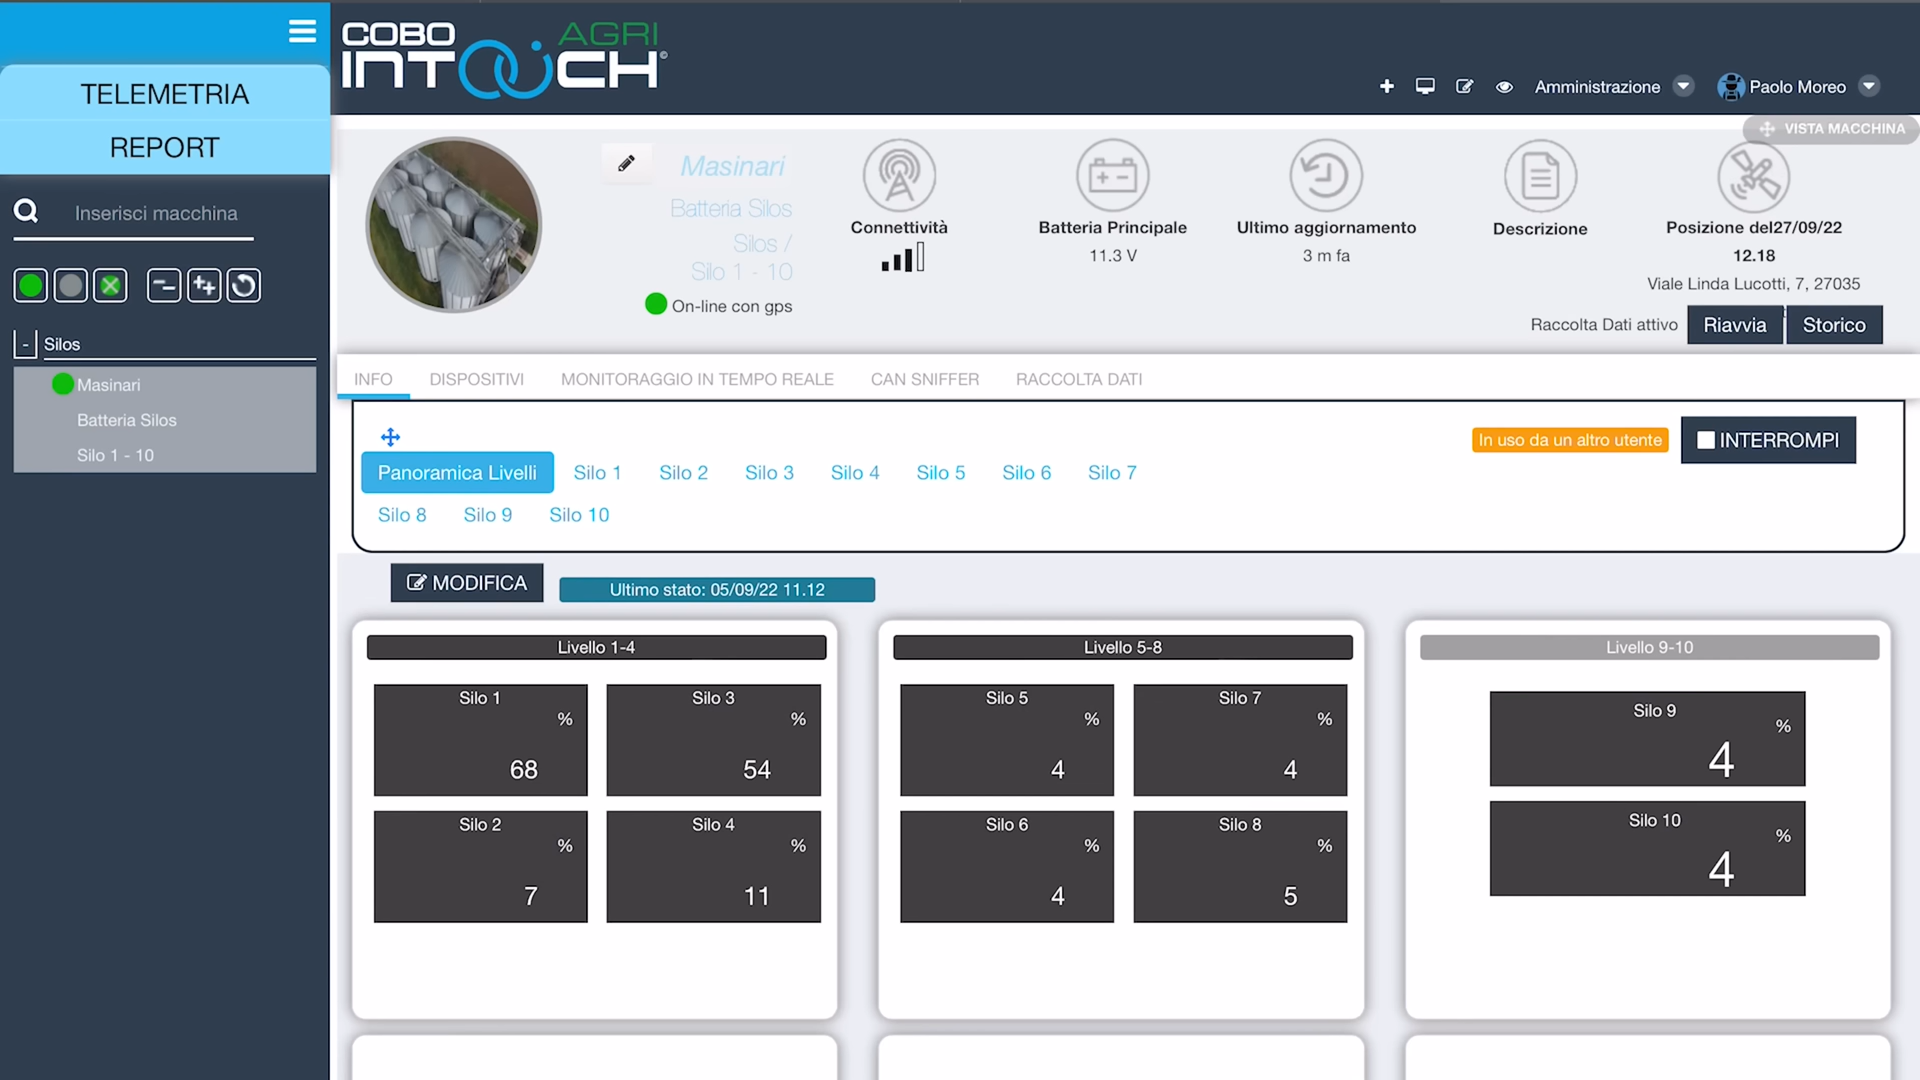 TELEMETRIA
REPORT
Inserisci macchina
- Silos
Masinari
Batteria Silos
Silo 1 - 10
COBO AGRI
INTOUCH©
Amministrazione
Paolo Moreo
VISTA MACCHINA
Masinari
Batteria Silos
Silos /
Silo 1 - 10
On-line con gps
Connettività
Batteria Principale
11.3 V
Ultimo aggiornamento
3 m fa
Descrizione
Posizione del27/09/22
12.18
Viale Linda Lucotti, 7, 27035
Raccolta Dati attivo Riavvia Storico
INFO DISPOSITIVI MONITORAGGIO IN TEMPO REALE CAN SNIFFER RACCOLTA DATI
In uso da un altro utente INTERROMPI
Panoramica Livelli Silo 1 Silo 2 Silo 3 Silo 4 Silo 5 Silo 6 Silo 7
Silo 8 Silo 9 Silo 10
MODIFICA Ultimo stato: 05/09/22 11.12
Livello 1-4
Silo 1
%
68
Silo 3
%
54
Silo 2
%
7
Silo 4
%
11
Livello 5-8
Silo 5
%
4
Silo 7
%
4
Silo 6
%
4
Silo 8
%
5
Livello 9-10
Silo 9
%
4
Silo 10
%
4